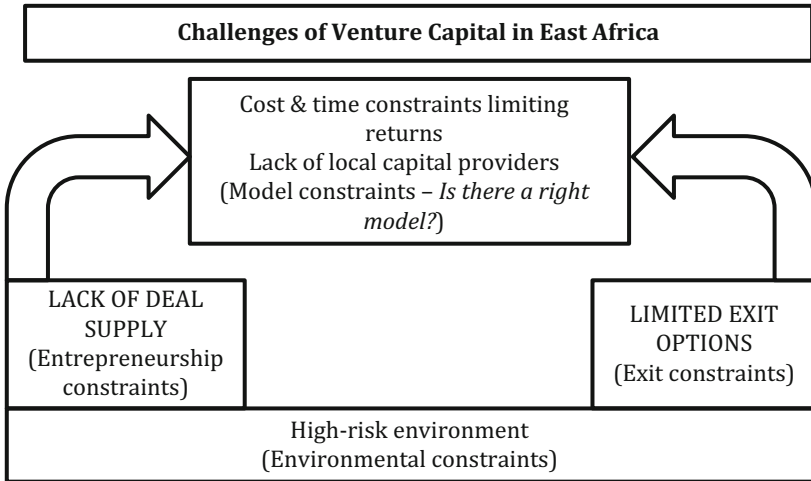 Challenges of Venture Capital in East Africa
Cost & time constraints limiting
returns
Lack of local capital providers
(Model constraints – Is there a right
model?)
LACK OF DEAL
SUPPLY
(Entrepreneurship
constraints)
LIMITED EXIT
OPTIONS
(Exit constraints)
High-risk environment
(Environmental constraints)